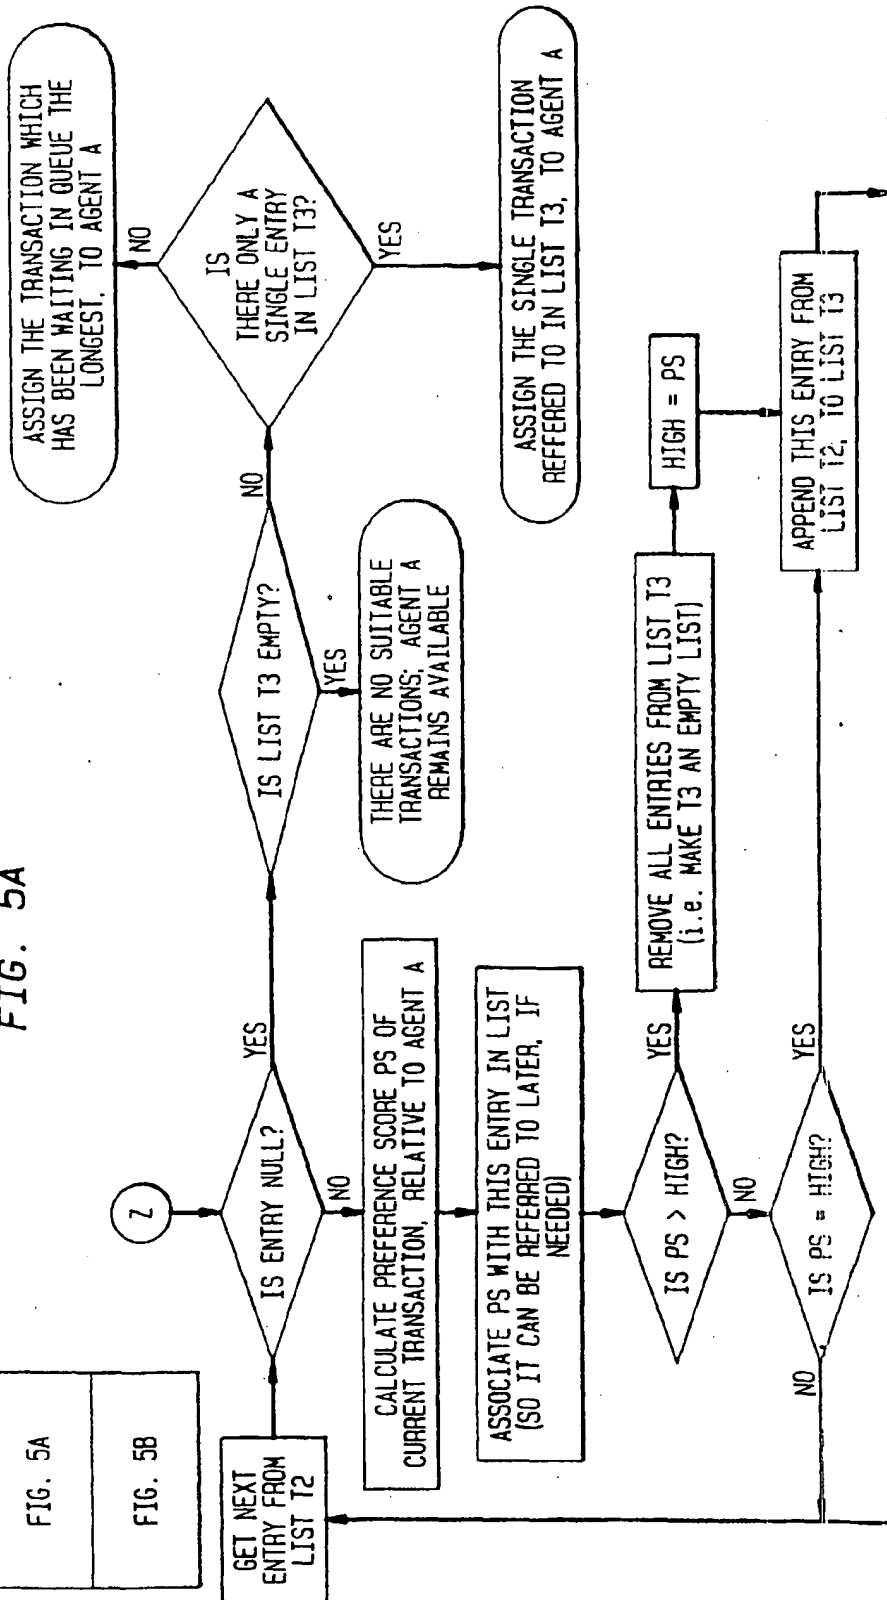 FIG. 5A
FIG. 5A
FIG. 5B
Z
GET NEXT
ENTRY FROM
LIST T2
IS ENTRY NULL?
YES
NO
IS LIST T3 EMPTY?
NO
YES
THERE ARE NO SUITABLE
TRANSACTIONS; AGENT A
REMAINS AVAILABLE
IS
THERE ONLY A
SINGLE ENTRY
IN LIST T3?
NO
YES
ASSIGN THE TRANSACTION WHICH
HAS BEEN WAITING IN QUEUE THE
LONGEST, TO AGENT A
ASSIGN THE SINGLE TRANSACTION
REFFERED TO IN LIST T3, TO AGENT A
CALCULATE PREFERENCE SCORE PS OF
CURRENT TRANSACTION, RELATIVE TO AGENT A
ASSOCIATE PS WITH THIS ENTRY IN LIST
(SO IT CAN BE REFERRED TO LATER, IF
NEEDED)
IS PS > HIGH?
YES
NO
REMOVE ALL ENTRIES FROM LIST T3
(i.e. MAKE T3 AN EMPTY LIST)
HIGH = PS
IS PS = HIGH?
YES
NO
APPEND THIS ENTRY FROM
LIST T2, TO LIST T3